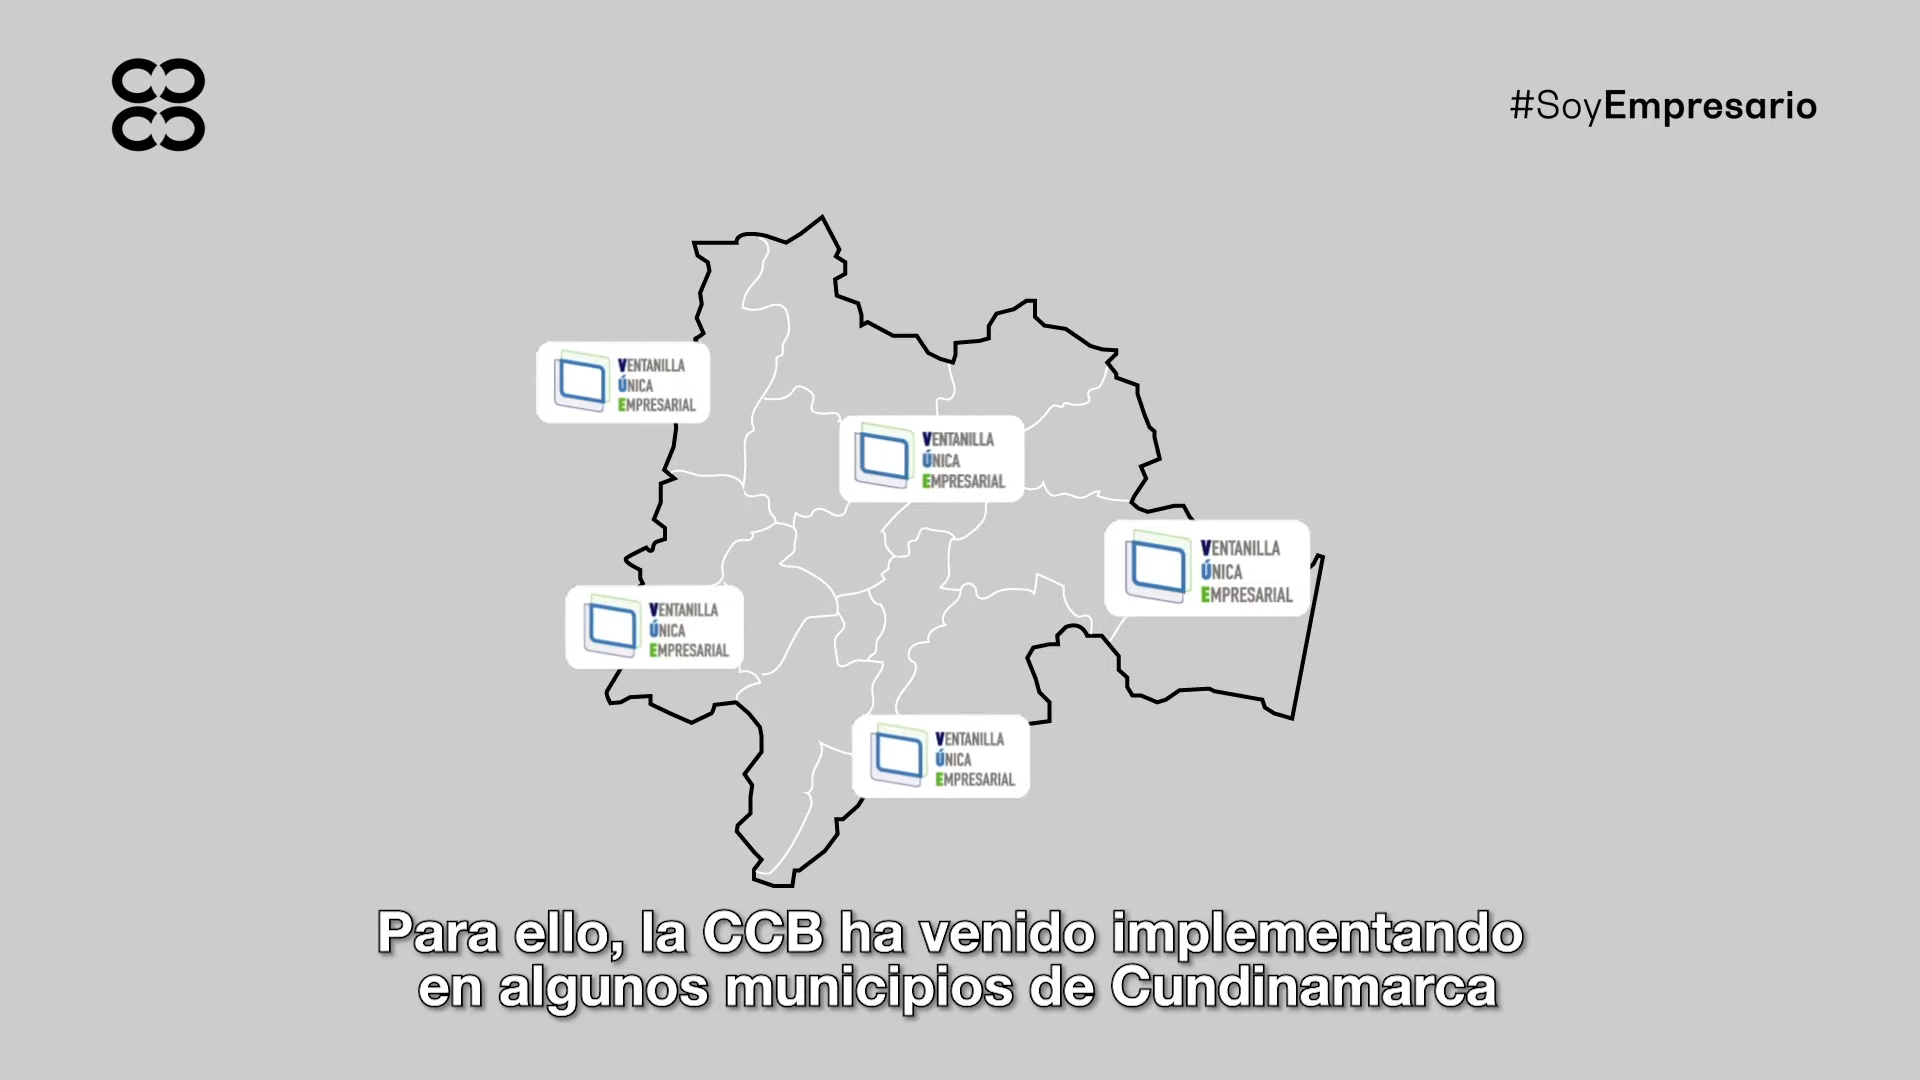 #SoyEmpresario
VENTANILLA
ÚNICA
EMPRESARIAL
VENTANILLA
ÚNICA
EMPRESARIAL
VENTANILLA
ÚNICA
EMPRESARIAL
VENTANILLA
ÚNICA
EMPRESARIAL
VENTANILLA
ÚNICA
EMPRESARIAL
Para ello, la CCB ha venido implementando
en algunos municipios de Cundinamarca